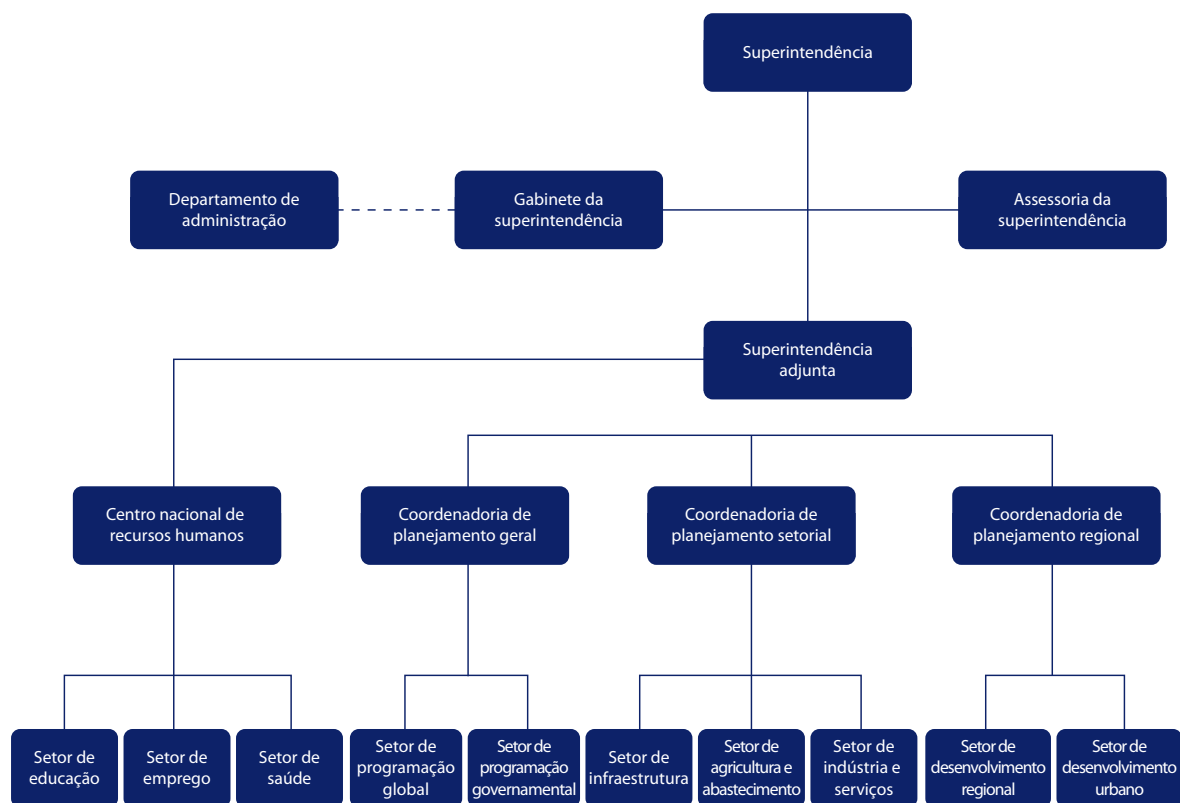 Superintendência
Departamento de
administração
Gabinete da
superintendência
Assessoria da
superintendência
Superintendência
adjunta
Centro nacional de
recursos humanos
Coordenadoria de
planejamento geral
Coordenadoria de
planejamento setorial
Coordenadoria de
planejamento regional
Setor de
educação
Setor de
emprego
Setor de
saúde
Setor de
programação
global
Setor de
programação
governamental
Setor de
infraestrutura
Setor de
agricultura e
abastecimento
Setor de
indústria e
serviços
Setor de
desenvolvimento
regional
Setor de
desenvolvimento
urbano